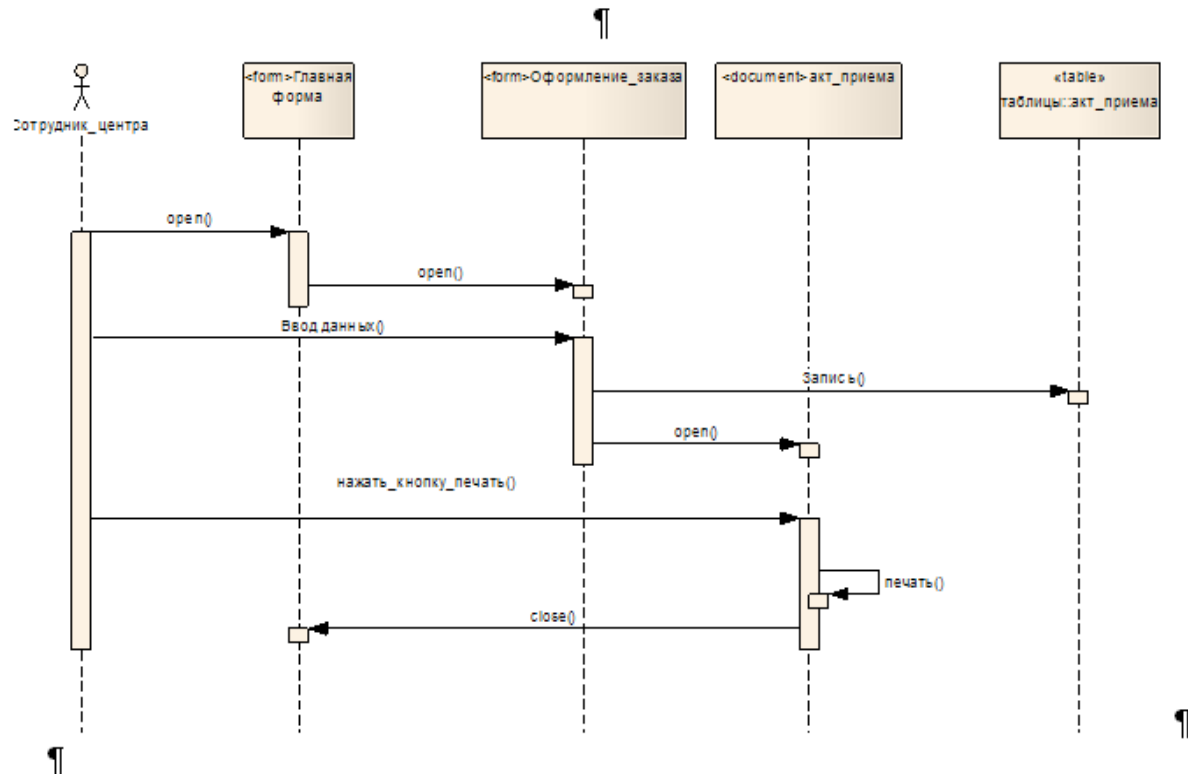 ¶
<form>Главная
форма
<form>Оформление_заказа
<document>акт_приема
«table»
таблицы::акт_приема
Сотрудник_центра
open()
open()
Ввод данных()
Запись()
open()
нажать_кнопку_печать()
печать()
close()
¶
¶